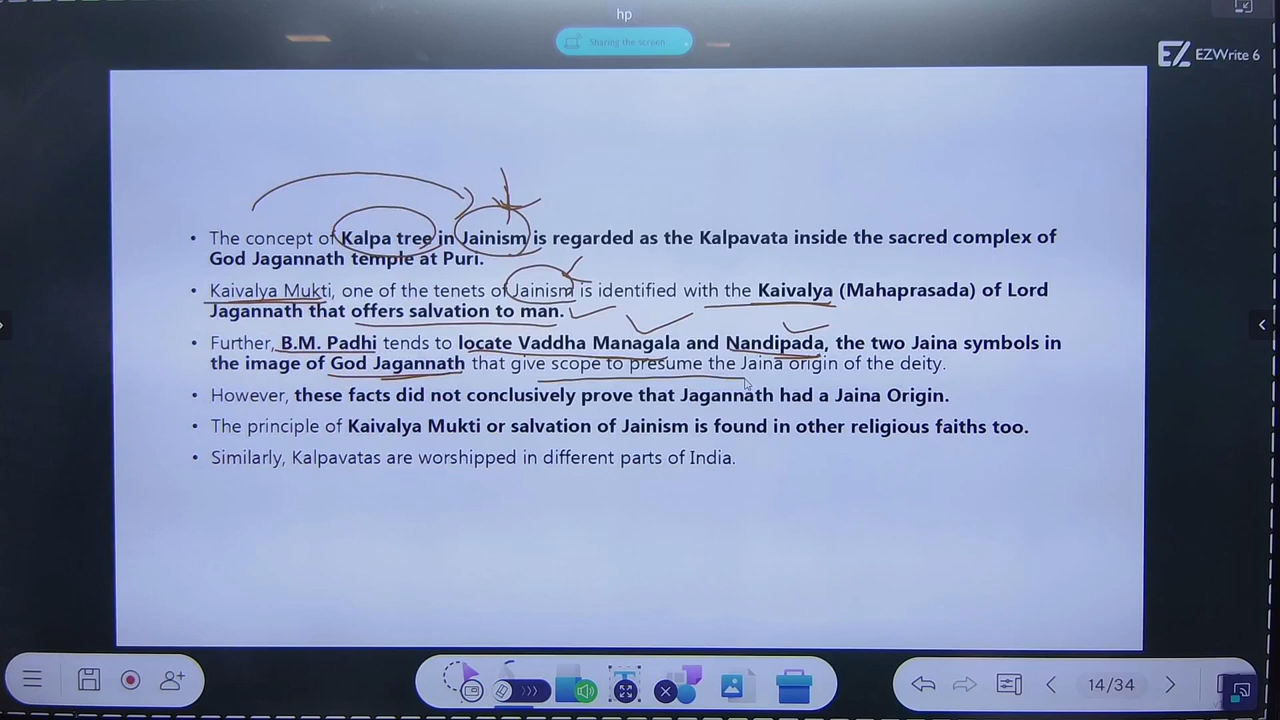 hp
Sharing the screen
EZ EZWrite 6
• The concept of Kalpa tree in Jainism is regarded as the Kalpavata inside the sacred complex of
God Jagannath temple at Puri.
• Kaivalya Mukti, one of the tenets of Jainism is identified with the Kaivalya (Mahaprasada) of Lord
Jagannath that offers salvation to man.
• Further, B.M. Padhi tends to locate Vaddha Managala and Nandipada, the two Jaina symbols in
the image of God Jagannath that give scope to presume the Jaina origin of the deity.
• However, these facts did not conclusively prove that Jagannath had a Jaina Origin.
• The principle of Kaivalya Mukti or salvation of Jainism is found in other religious faiths too.
• Similarly, Kalpavatas are worshipped in different parts of India.
14/34